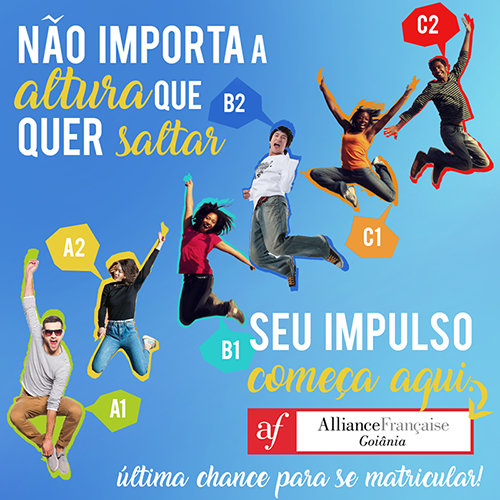 NÃO IMPORTA A
altura QUE
QUER saltar
C2
B2
C1
A2
B1
A1
SEU IMPULSO
começa aqui
af AllianceFrançaise
Goiânia
última chance para se matricular!